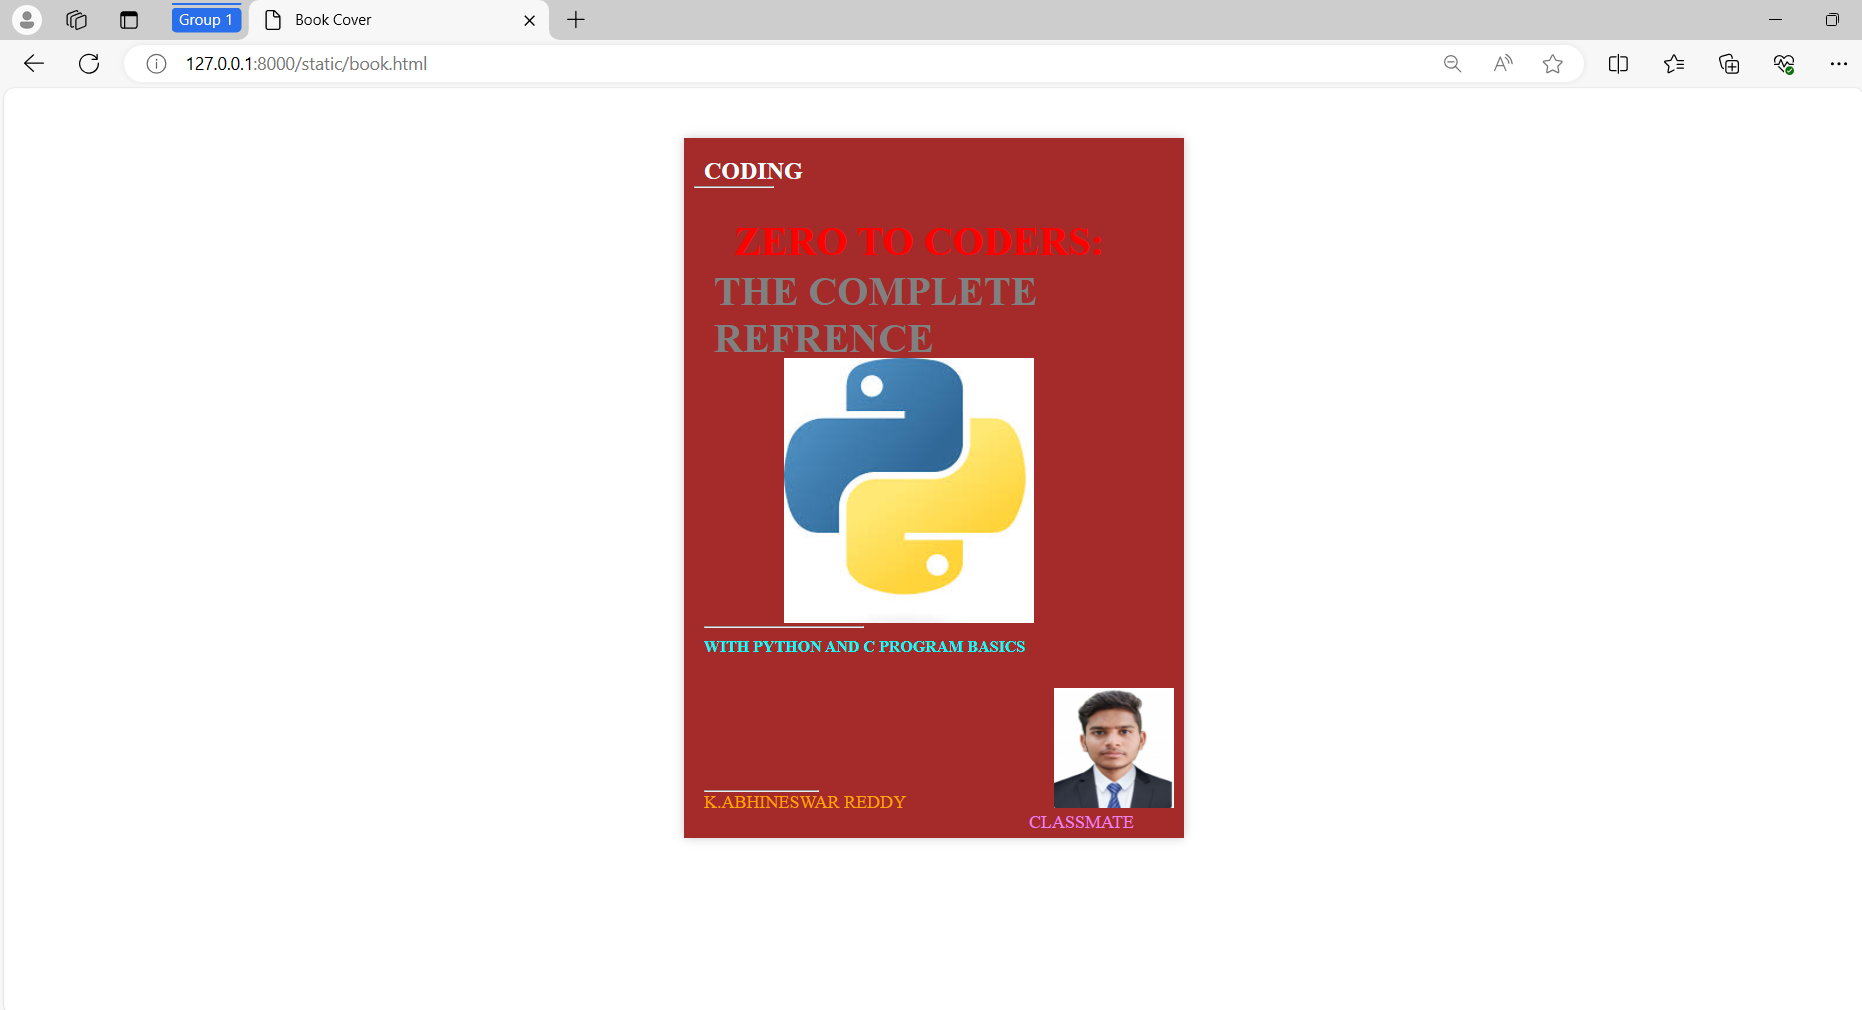 Group 1
Book Cover
127.0.0.1:8000/static/book.html
CODING
ZERO TO CODERS:
THE COMPLETE
REFRENCE
WITH PYTHON AND C PROGRAM BASICS
K.ABHINESWAR REDDY
CLASSMATE